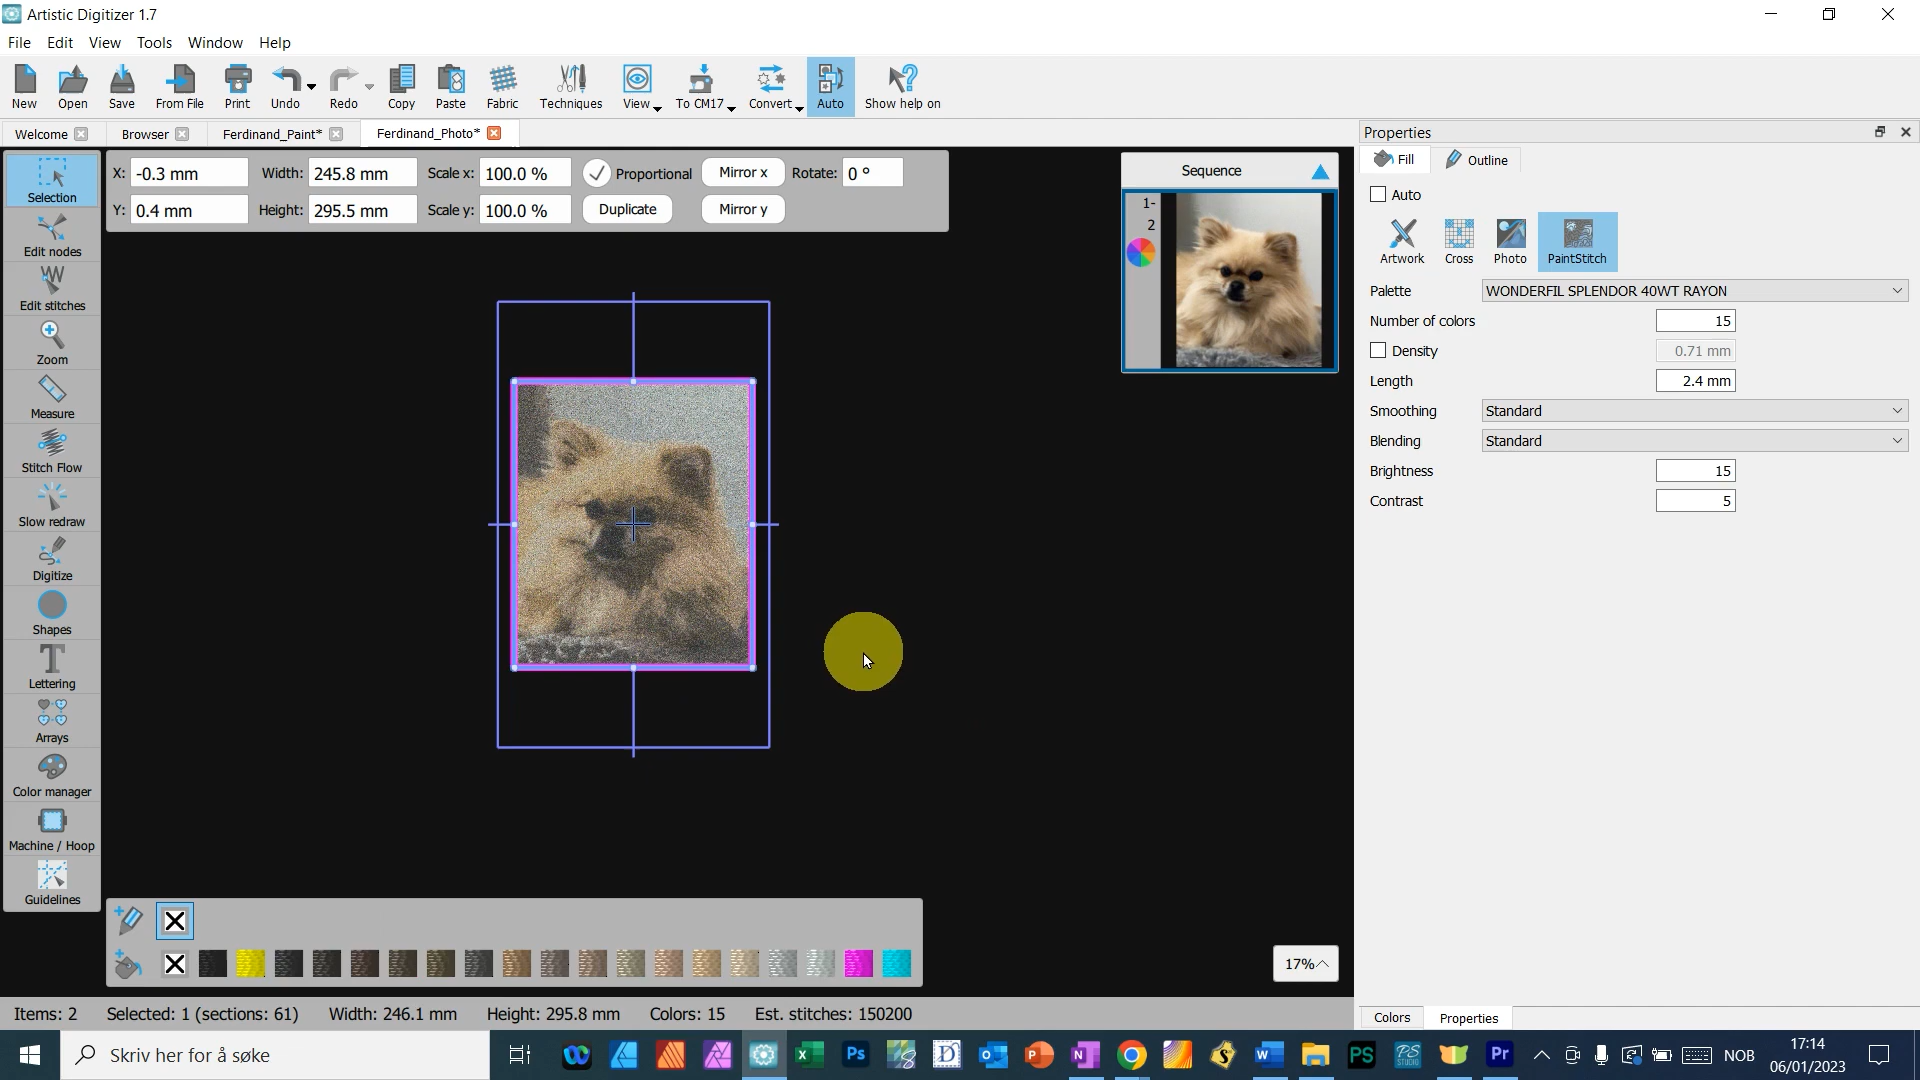 Artistic Digitizer 1.7
File Edit View Tools Window Help
New Open Save From File Print Undo Redo Copy Paste Fabric Techniques View To CM17 Convert Auto Show help on
Welcome Browser Ferdinand_Paint* Ferdinand_Photo*
X: -0.3 mm Width: 245.8 mm Scale x: 100.0 % Proportional Mirror x Rotate: 0 °
Y: 0.4 mm Height: 295.5 mm Scale y: 100.0 % Duplicate Mirror y
Selection
Edit nodes
Edit stitches
Zoom
Measure
Stitch Flow
Slow redraw
Digitize
Shapes
Lettering
Arrays
Color manager
Machine / Hoop
Guidelines
Sequence
1-
2
17%
Properties
Fill Outline
Auto
Artwork Cross Photo PaintStitch
Palette WONDERFIL SPLENDOR 40WT RAYON
Number of colors 15
Density 0.71 mm
Length 2.4 mm
Smoothing Standard
Blending Standard
Brightness 15
Contrast 5
Colors Properties
Items: 2 Selected: 1 (sections: 61) Width: 246.1 mm Height: 295.8 mm Colors: 15 Est. stitches: 150200
Skriv her for å søke
NOB
17:14
06/01/2023